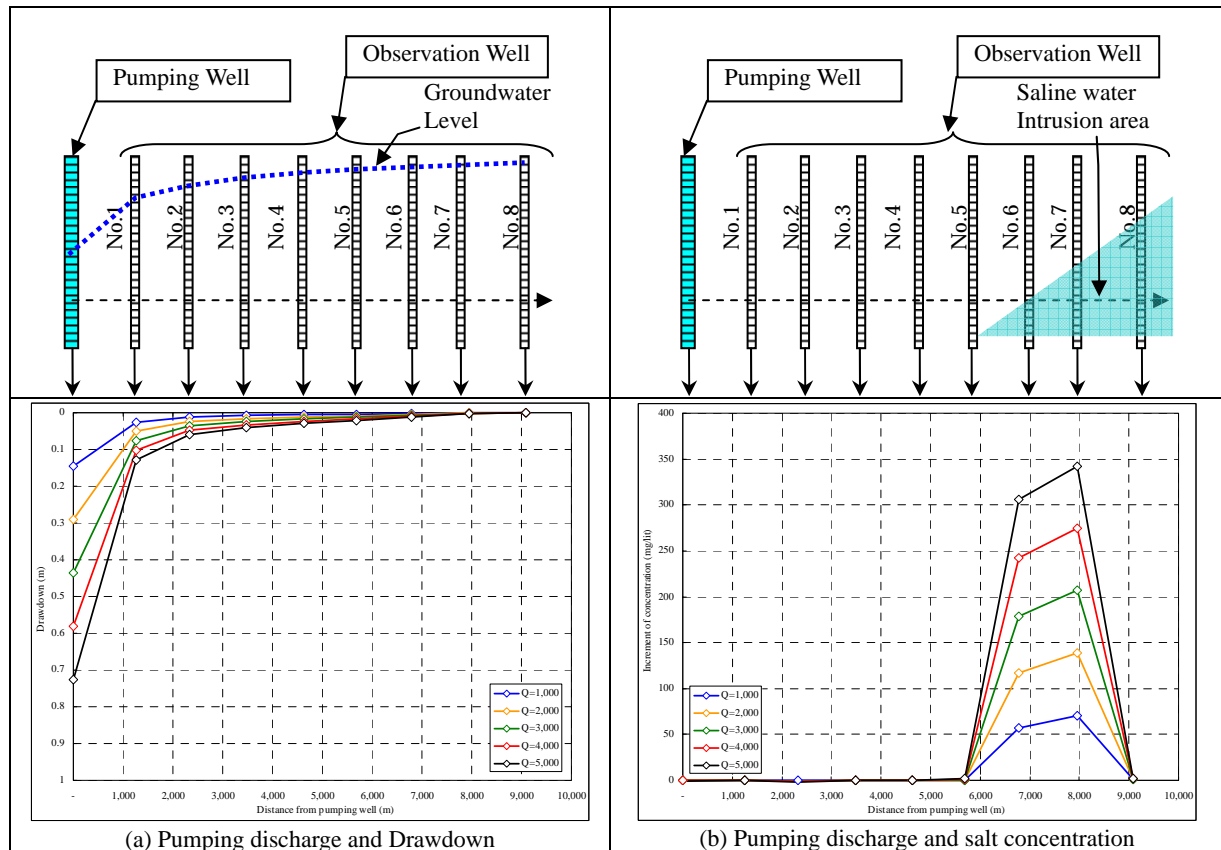 Observation Well
Pumping Well
Groundwater
Level
No.1
No.2
No.3
No.4
No.5
No.6
No.7
No.8
0
0.1
0.2
0.3
0.4
0.5
0.6
0.7
0.8
0.9
1
Drawdown (m)
- 1,000 2,000 3,000 4,000 5,000 6,000 7,000 8,000 9,000 10,000
Distance from pumping well (m)
Q=1,000
Q=2,000
Q=3,000
Q=4,000
Q=5,000
(a) Pumping discharge and Drawdown
Observation Well
Pumping Well
Saline water
Intrusion area
No.1
No.2
No.3
No.4
No.5
No.6
No.7
No.8
400
350
300
250
200
150
100
50
0
Increment of concentration (mg/lit)
- 1,000 2,000 3,000 4,000 5,000 6,000 7,000 8,000 9,000 10,000
Distance from pumping well (m)
Q=1,000
Q=2,000
Q=3,000
Q=4,000
Q=5,000
(b) Pumping discharge and salt concentration